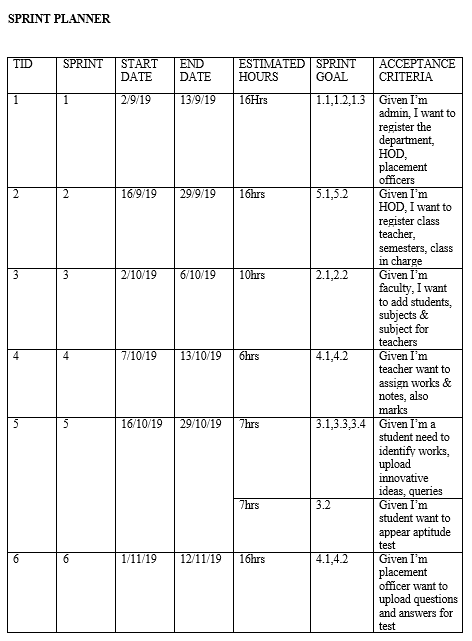 SPRINT PLANNER
TID SPRINT START DATE END DATE ESTIMATED HOURS SPRINT GOAL ACCEPTANCE CRITERIA
1 1 2/9/19 13/9/19 16Hrs 1.1,1.2,1.3 Given I'm
admin, I want to
register the
department,
HOD,
placement
officers
2 2 16/9/19 29/9/19 16hrs 5.1,5.2 Given I'm
HOD, I want to
register class
teacher,
semesters, class
in charge
3 3 2/10/19 6/10/19 10hrs 2.1,2.2 Given I'm
faculty, I want
to add students,
subjects &
subject for
teachers
4 4 7/10/19 13/10/19 6hrs 4.1,4.2 Given I'm
teacher want to
assign works &
notes, also
marks
5 5 16/10/19 29/10/19 7hrs 3.1,3.3,3.4 Given I'm a
student need to
identify works,
upload
innovative
ideas, queries
7hrs 3.2 Given I'm
student want to
appear aptitude
test
6 6 1/11/19 12/11/19 16hrs 4.1,4.2 Given I'm
placement
officer want to
upload questions
and answers for
test